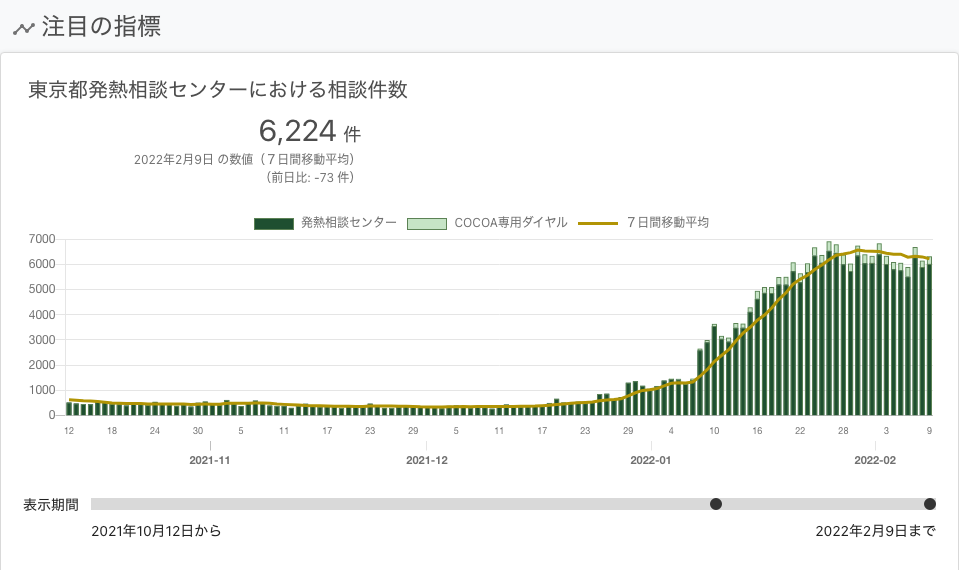 注目の指標
東京都発熱相談センターにおける相談件数
6,224 件
2022年2月9日 の数値（７日間移動平均）
（前日比: -73 件）
発熱相談センター COCOA専用ダイヤル ７日間移動平均
7000
6000
5000
4000
3000
2000
1000
0
12 18 24 30 5 11 17 23 29 5 11 17 23 29 4 10 16 22 28 3 9
2021-11 2021-12 2022-01 2022-02
表示期間
2021年10月12日から 2022年2月9日まで